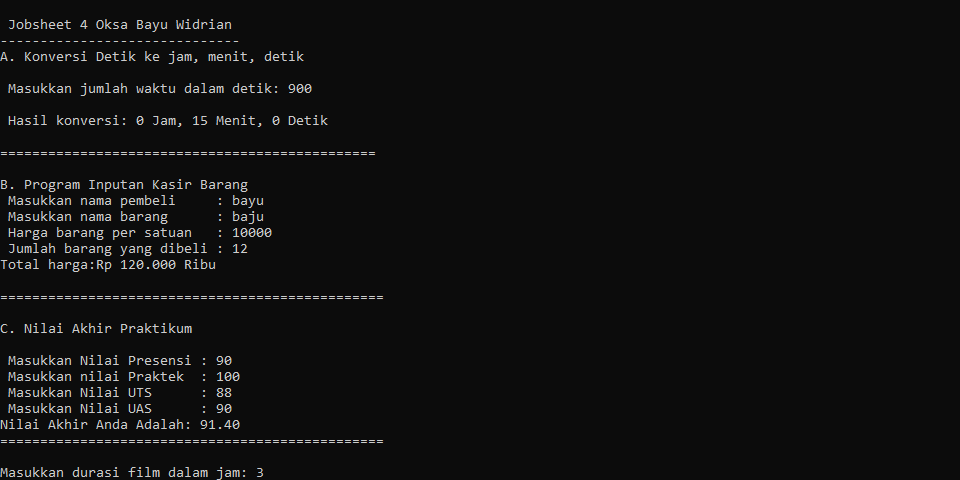 Jobsheet 4 Oksa Bayu Widrian
------------------------------
A. Konversi Detik ke jam, menit, detik
Masukkan jumlah waktu dalam detik: 900
Hasil konversi: 0 Jam, 15 Menit, 0 Detik
===============================================
B. Program Inputan Kasir Barang
Masukkan nama pembeli     : bayu
Masukkan nama barang      : baju
Harga barang per satuan   : 10000
Jumlah barang yang dibeli : 12
Total harga:Rp 120.000 Ribu
================================================
C. Nilai Akhir Praktikum
Masukkan Nilai Presensi : 90
Masukkan nilai Praktek  : 100
Masukkan Nilai UTS      : 88
Masukkan Nilai UAS      : 90
Nilai Akhir Anda Adalah: 91.40
================================================
Masukkan durasi film dalam jam: 3